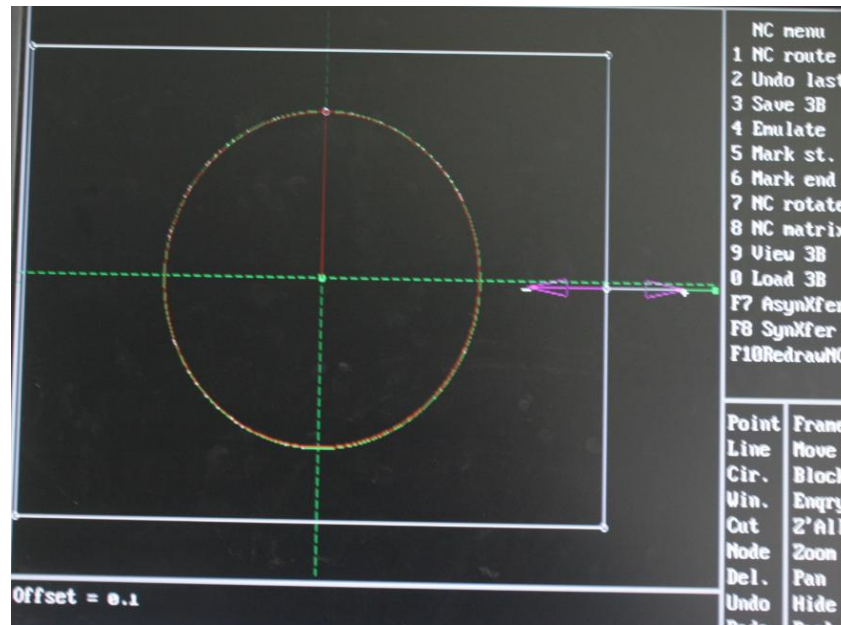 NC menu
1 NC route
2 Undo last
3 Save 3B
4 Emulate
5 Mark st.
6 Mark end
7 NC rotate
8 NC matrix
9 View 3B
0 Load 3B
F7 AsynXfer
F8 SynXfer
F10RedrawNC
Point Frame
Line Move
Cir. Block
Win. Enqry
Cut Z'All
Node Zoom
Del. Pan
Undo Hide
Offset = 0.1